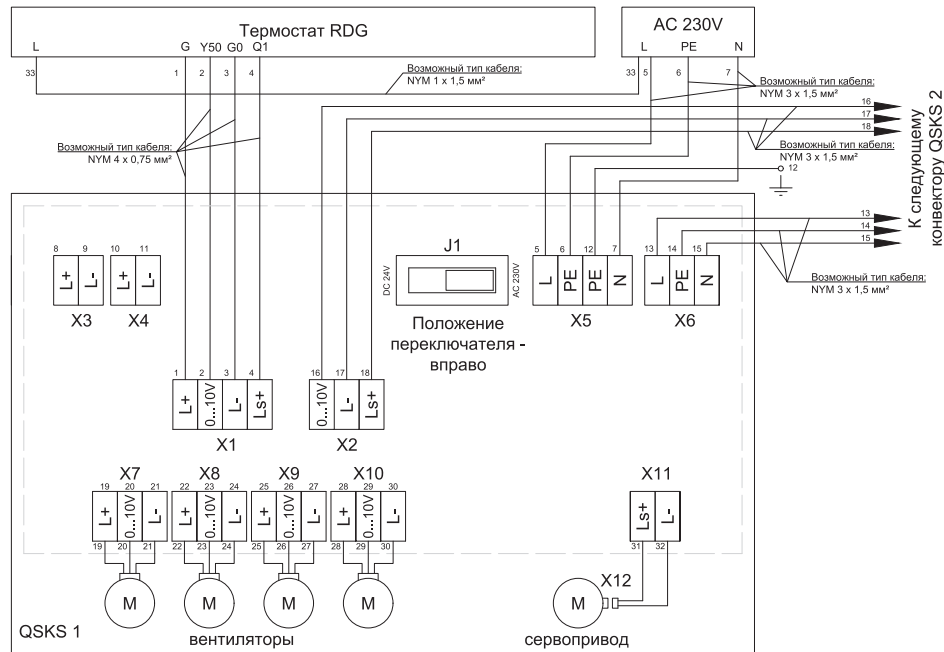 Термостат RDG
AC 230V
L G Y50 G0 Q1
L PE N
33 1 2 3 4
33 5 6 7
Возможный тип кабеля:
NYM 1 x 1,5 мм²
Возможный тип кабеля:
NYM 3 x 1,5 мм²
16
17
18
Возможный тип кабеля:
NYM 4 x 0,75 мм²
Возможный тип кабеля:
NYM 3 x 1,5 мм²
12
К следующему
конвектору QSKS 2
13
14
15
Возможный тип кабеля:
NYM 3 x 1,5 мм²
8 9 10 11
L+ L- L+ L-
X3 X4
J1
DC 24V
AC 230V
Положение
переключателя -
вправо
5 6 12 7
L PE PE N
X5
13 14 15
L PE N
X6
1 2 3 4
L+ 0...10V L- Ls+
X1
16 17 18
0...10V L- Ls+
X2
X7 X8 X9 X10
19 20 21 22 23 24 25 26 27 28 29 30
L+ 0...10V L- L+ 0...10V L- L+ 0...10V L- L+ 0...10V L-
19 20 21 22 23 24 25 26 27 28 29 30
M M M M
вентиляторы
X11
Ls+ L-
31 32
X12
M
сервопривод
QSKS 1